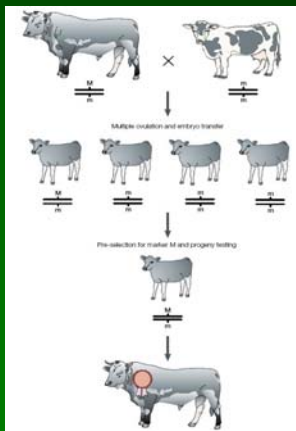 M m
m m
Multiple ovulation and embryo transfer
M m m m
m m m m
Pre-selection for marker M and progeny testing
M
m